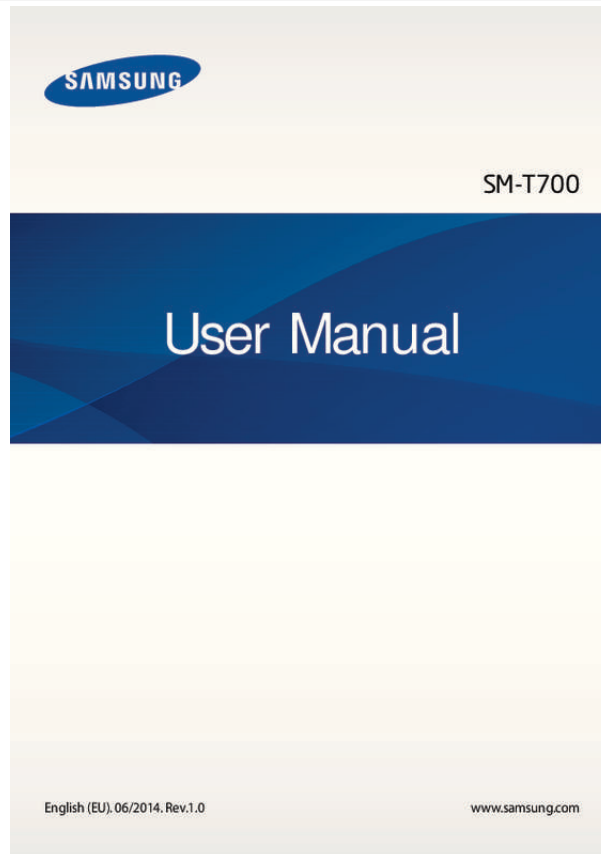 SAMSUNG
SM-T700
User Manual
English (EU). 06/2014. Rev.1.0
www.samsung.com